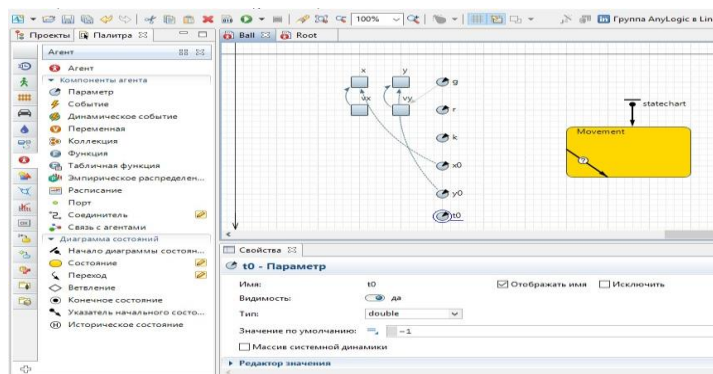 100%
Группа AnyLogic в Lin
Проекты
Палитра
Ball
Root
Агент
Агент
Компоненты агента
Параметр
Событие
Динамическое событие
Переменная
Коллекция
Функция
Табличная функция
Эмпирическое распределен...
Расписание
Порт
Соединитель
Связь с агентами
Диаграмма состояний
Начало диаграммы состоян...
Состояние
Переход
Ветвление
Конечное состояние
Указатель начального состо...
Историческое состояние
x
y
g
vx
vy
r
k
x0
y0
t0
statechart
Movement
?
Свойства
t0 - Параметр
Имя: t0 Отображать имя Исключить
Видимость: да
Тип: double
Значение по умолчанию: -1
Массив системной динамики
Редактор значения